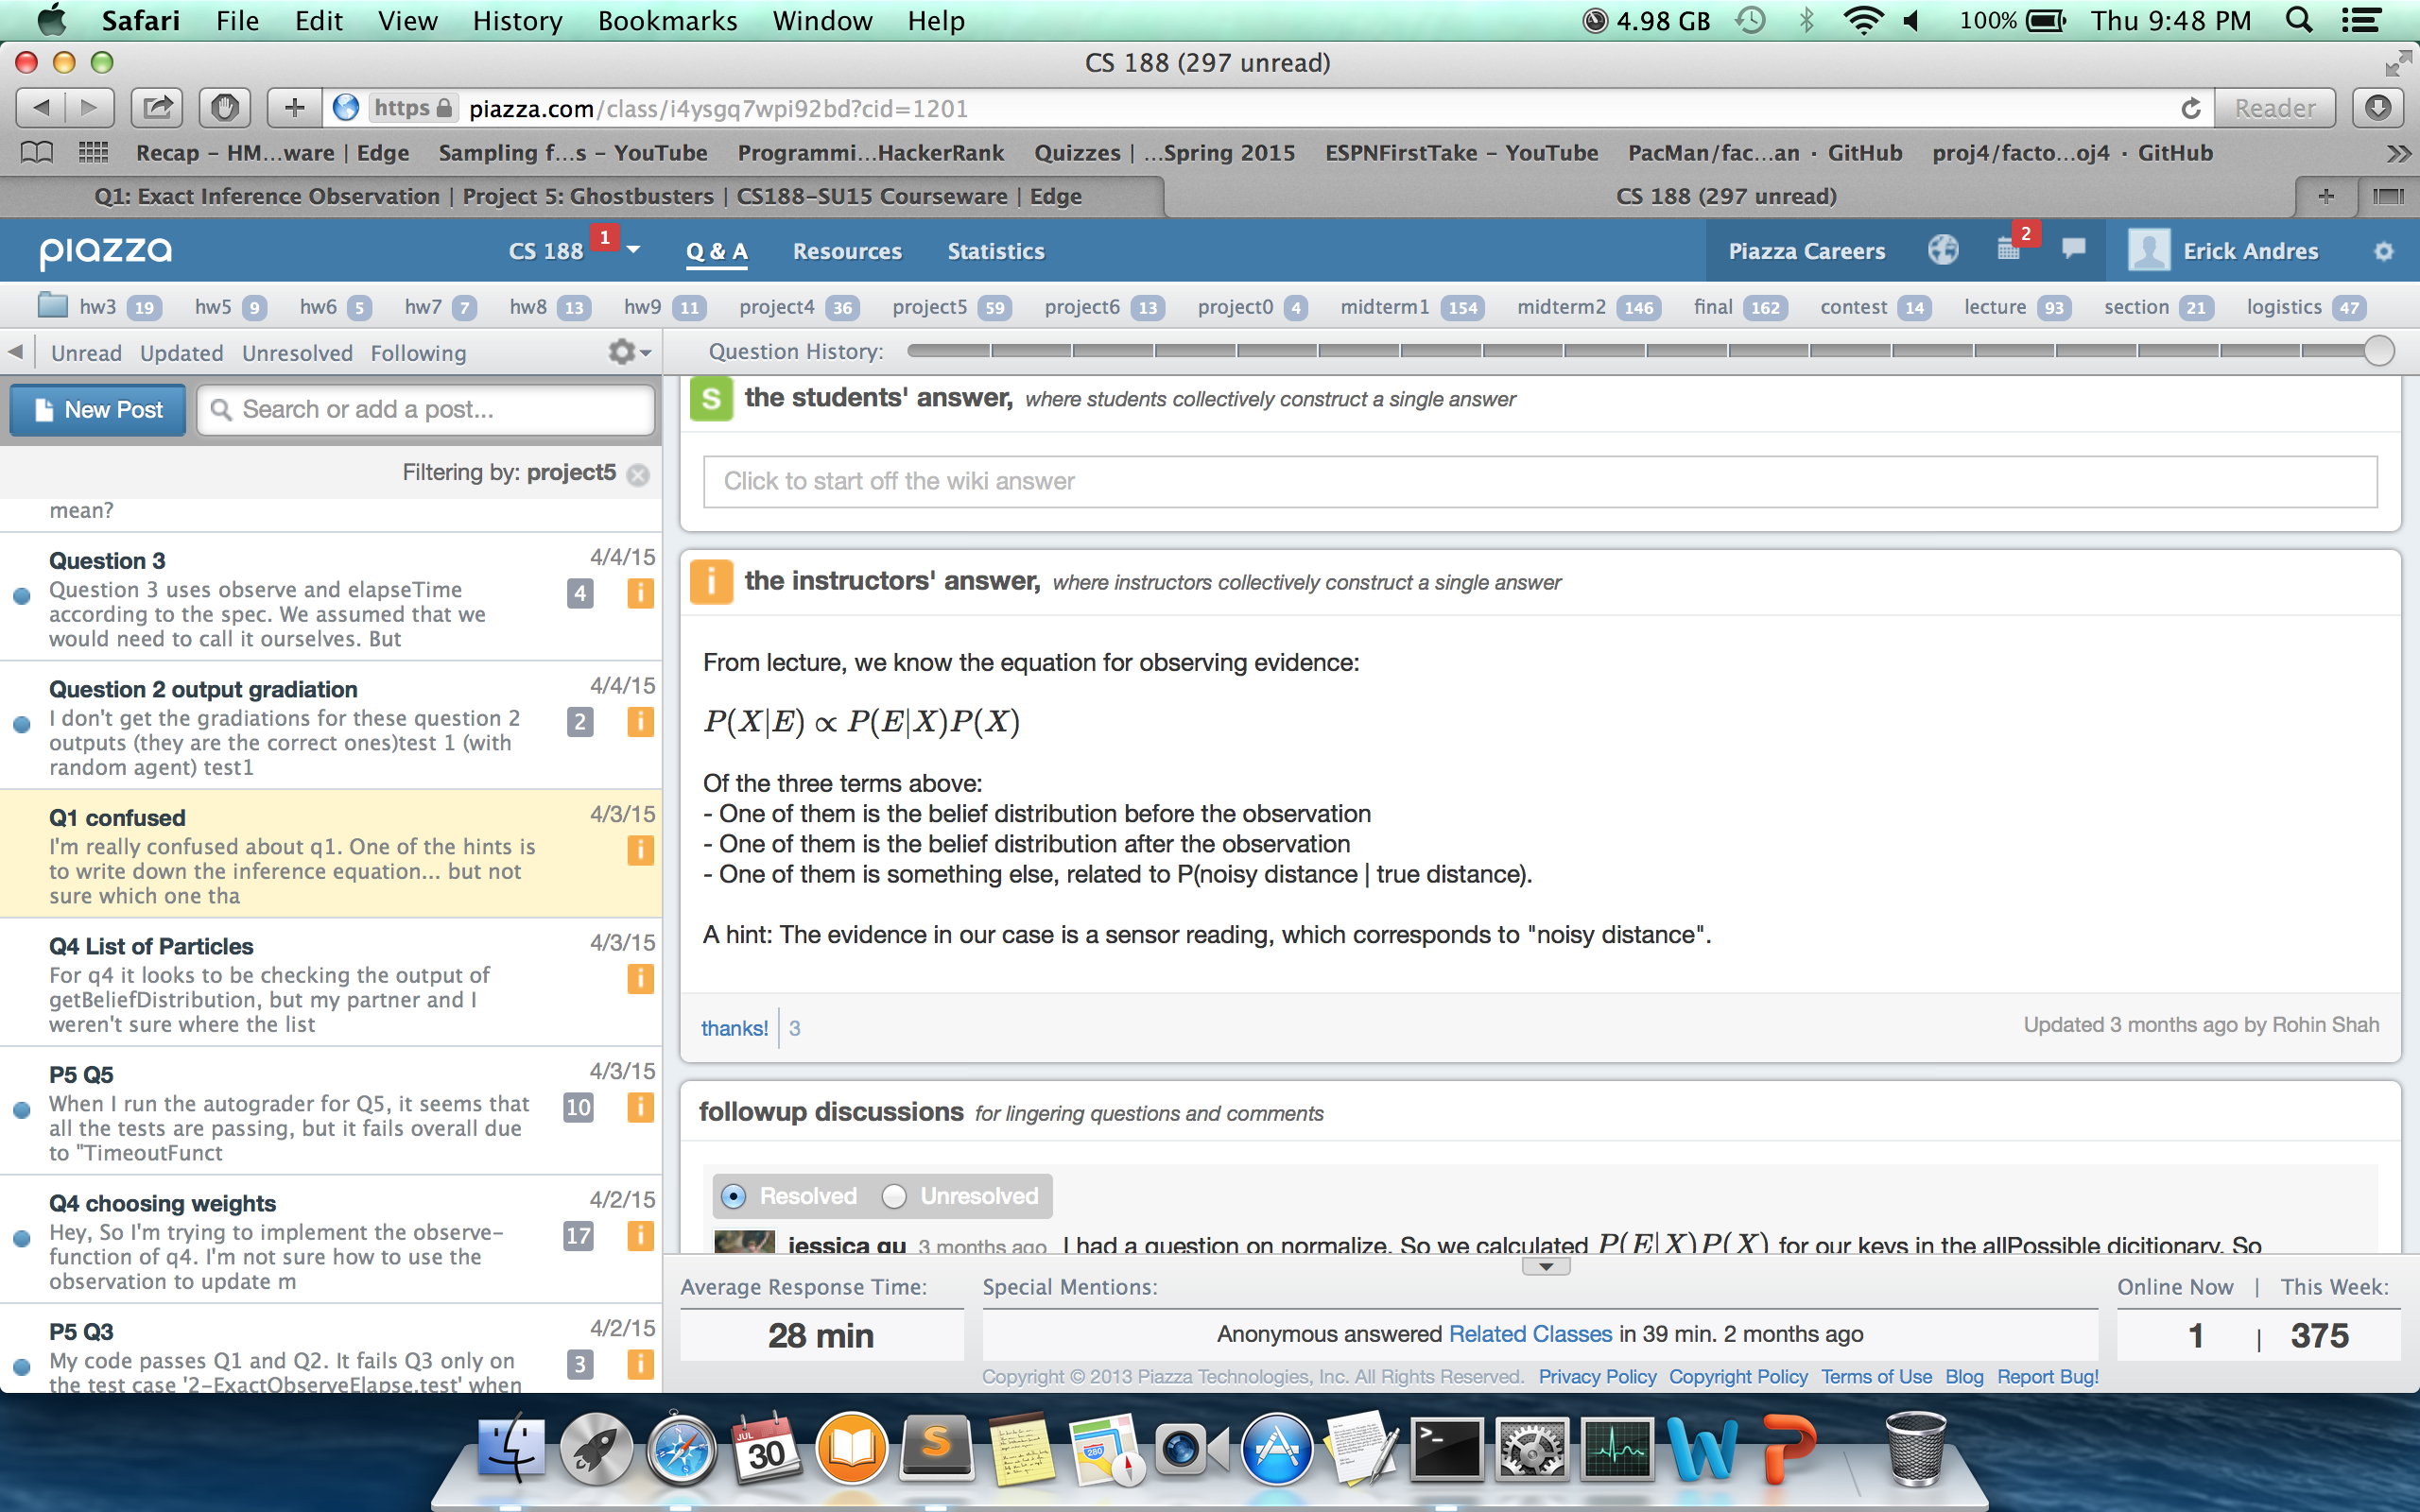 Safari File Edit View History Bookmarks Window Help 4.98 GB 100% Thu 9:48 PM
CS 188 (297 unread)
https piazza.com/class/i4ysgq7wpi92bd?cid=1201 Reader
Recap – HM...ware | Edge Sampling f...s – YouTube Programmi...HackerRank Quizzes | ...Spring 2015 ESPNFirstTake – YouTube PacMan/fac...an · GitHub proj4/facto...oj4 · GitHub
Q1: Exact Inference Observation | Project 5: Ghostbusters | CS188-SU15 Courseware | Edge CS 188 (297 unread)
piazza CS 188 1 Q & A Resources Statistics Piazza Careers 2 Erick Andres
hw3 19 hw5 9 hw6 5 hw7 7 hw8 13 hw9 11 project4 36 project5 59 project6 13 project0 4 midterm1 154 midterm2 146 final 162 contest 14 lecture 93 section 21 logistics 47
Unread Updated Unresolved Following
New Post Search or add a post...
Filtering by: project5
mean?
Question 3 4/4/15
Question 3 uses observe and elapseTime 4 i
according to the spec. We assumed that we
would need to call it ourselves. But
Question 2 output gradiation 4/4/15
I don't get the gradiations for these question 2 2 i
outputs (they are the correct ones)test 1 (with
random agent) test1
Q1 confused 4/3/15
I'm really confused about q1. One of the hints is i
to write down the inference equation... but not
sure which one tha
Q4 List of Particles 4/3/15
For q4 it looks to be checking the output of i
getBeliefDistribution, but my partner and I
weren't sure where the list
P5 Q5 4/3/15
When I run the autograder for Q5, it seems that 10 i
all the tests are passing, but it fails overall due
to "TimeoutFunct
Q4 choosing weights 4/2/15
Hey, So I'm trying to implement the observe- 17 i
function of q4. I'm not sure how to use the
observation to update m
P5 Q3 4/2/15
My code passes Q1 and Q2. It fails Q3 only on 3 i
the test case '2-ExactObserveElapse.test' when
Question History:
S the students' answer, where students collectively construct a single answer
Click to start off the wiki answer
i the instructors' answer, where instructors collectively construct a single answer
From lecture, we know the equation for observing evidence:
P(X|E) ∝ P(E|X)P(X)
Of the three terms above:
- One of them is the belief distribution before the observation
- One of them is the belief distribution after the observation
- One of them is something else, related to P(noisy distance | true distance).
A hint: The evidence in our case is a sensor reading, which corresponds to "noisy distance".
thanks! 3 Updated 3 months ago by Rohin Shah
followup discussions for lingering questions and comments
Resolved Unresolved
jessica gu 3 months ago I had a question on normalize. So we calculated P(E|X)P(X) for our keys in the allPossible dicitionary. So
Average Response Time: Special Mentions: Online Now | This Week:
28 min Anonymous answered Related Classes in 39 min. 2 months ago 1 | 375
Copyright © 2013 Piazza Technologies, Inc. All Rights Reserved. Privacy Policy Copyright Policy Terms of Use Blog Report Bug!
JUL
30
S
280
>_
W
P